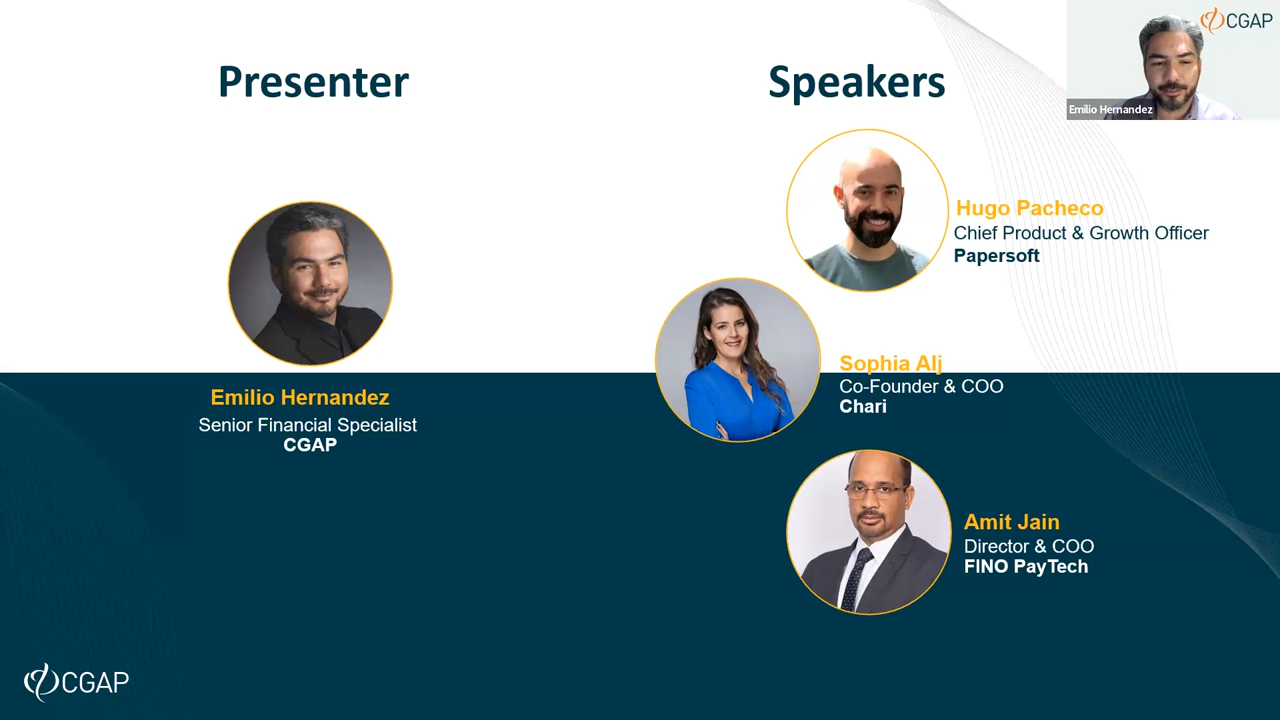 Presenter
Speakers
CGAP
Emilio Hernandez
Hugo Pacheco
Chief Product & Growth Officer
Papersoft
Sophia Alj
Co-Founder & COO
Chari
Emilio Hernandez
Senior Financial Specialist
CGAP
Amit Jain
Director & COO
FINO PayTech
CGAP